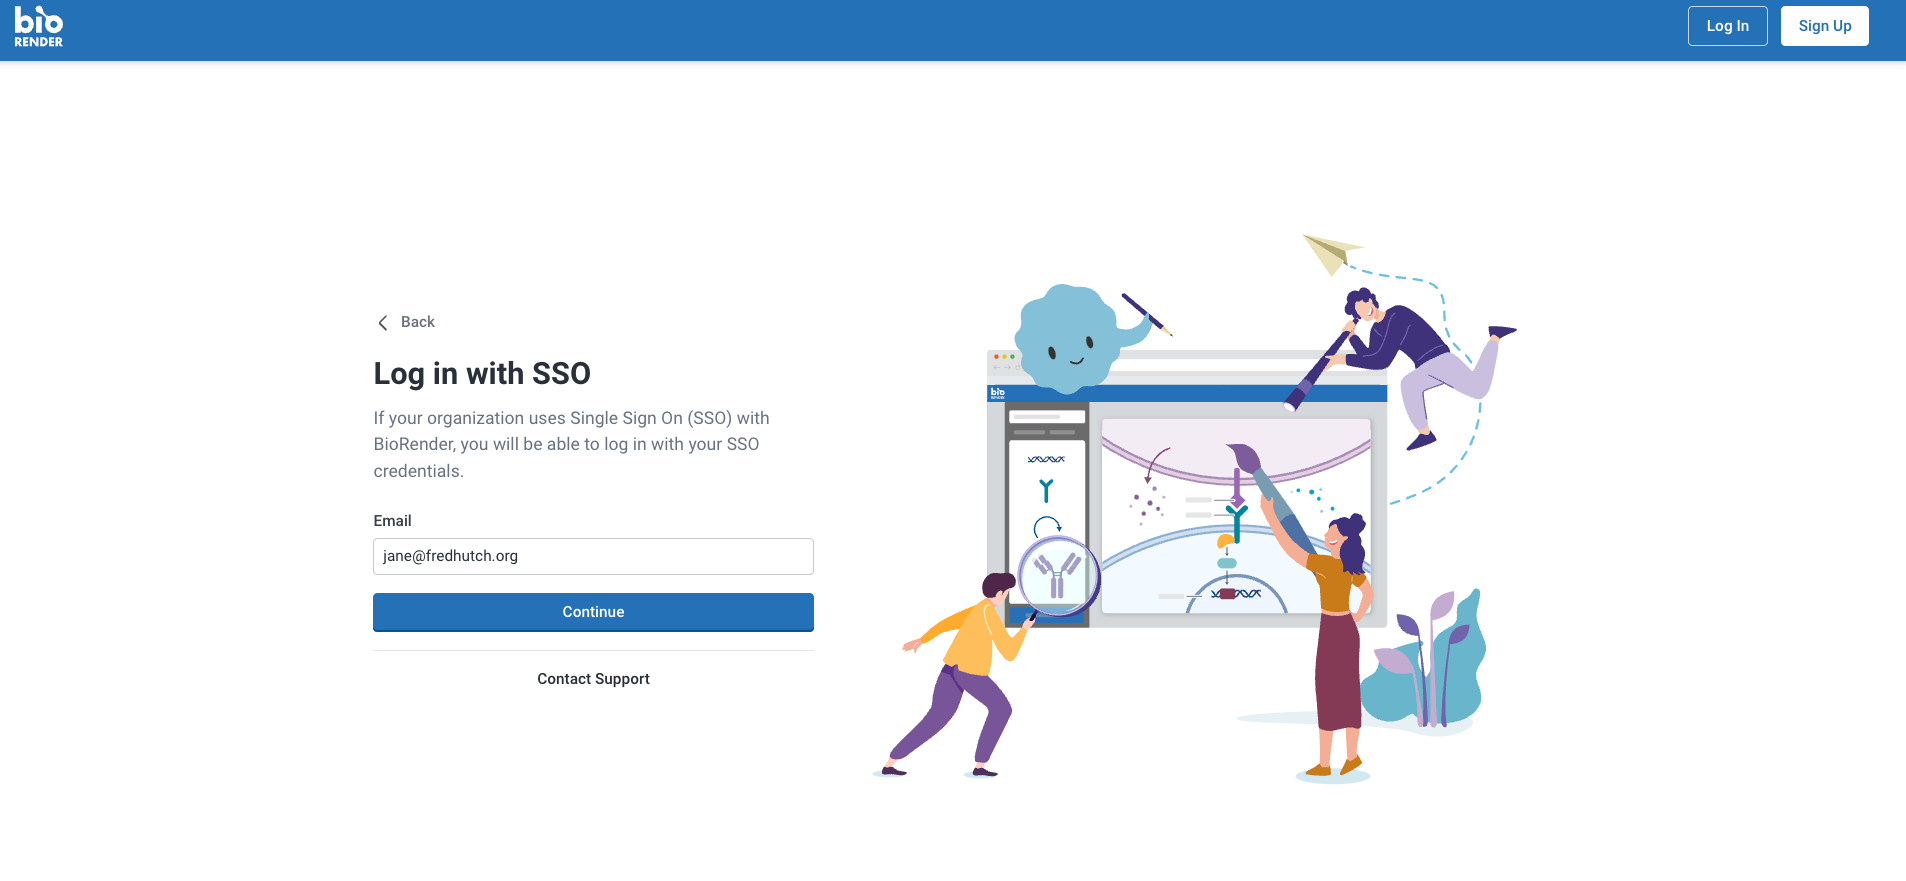 bio
RENDER
Log In
Sign Up
Back
Log in with SSO
If your organization uses Single Sign On (SSO) with
BioRender, you will be able to log in with your SSO
credentials.
Email
jane@fredhutch.org
Continue
Contact Support
bio
RENDER